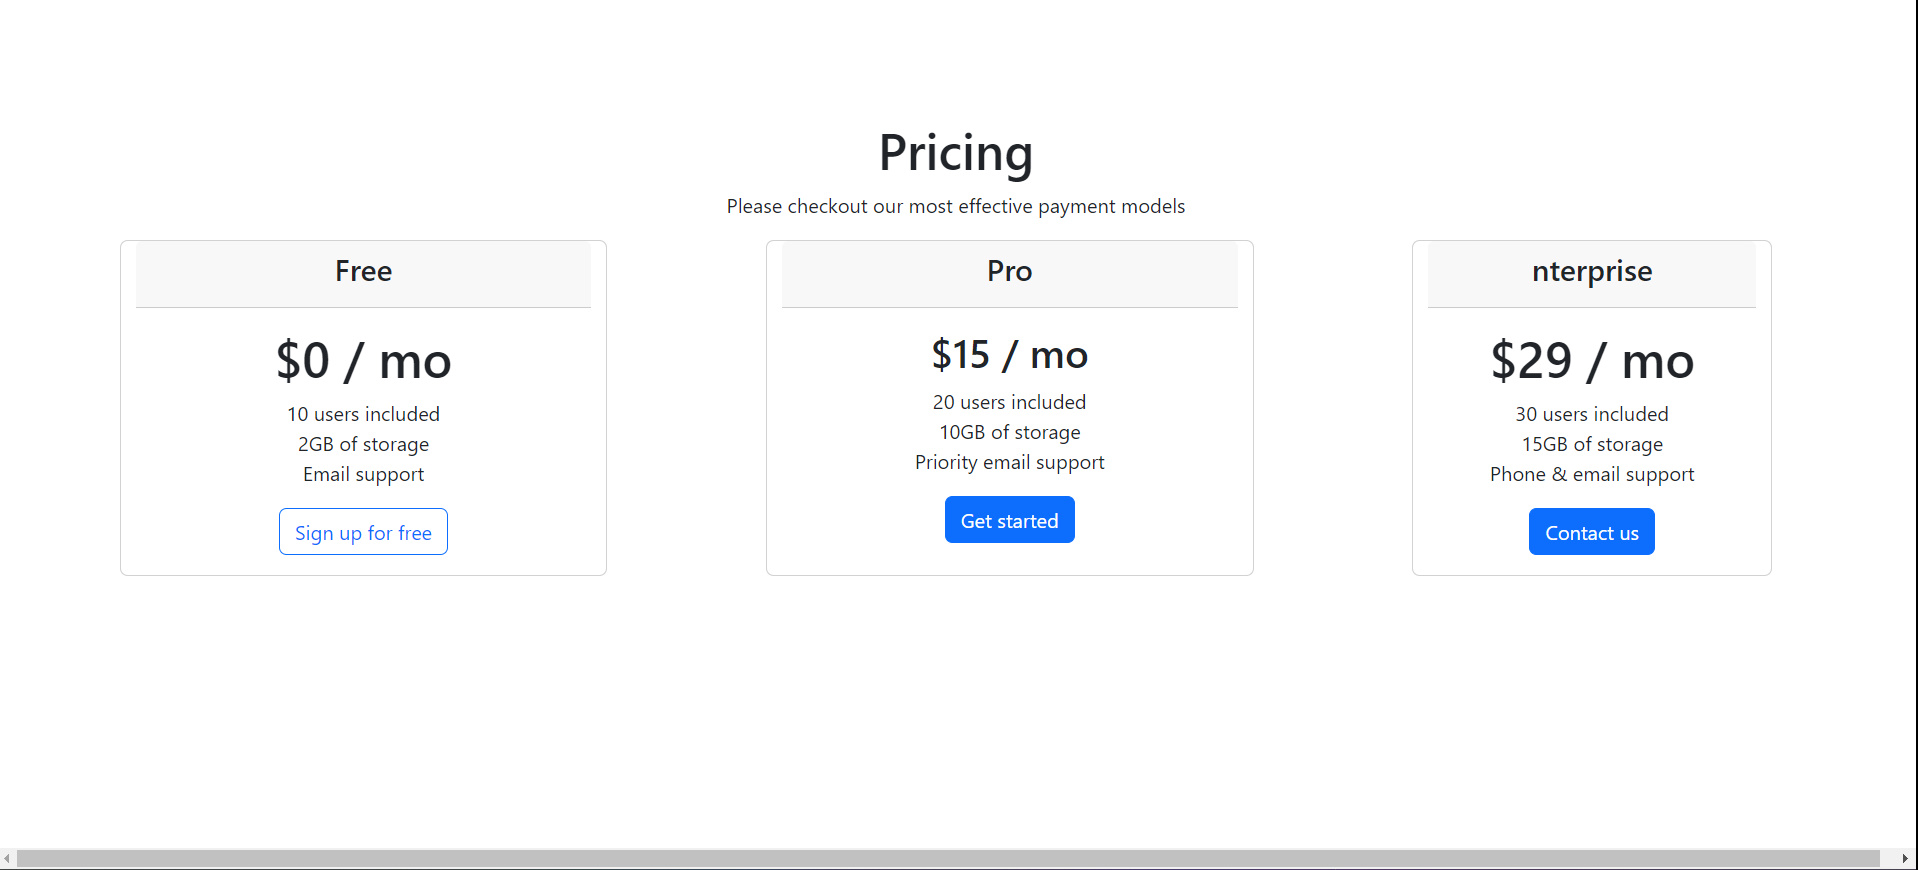 Pricing
Please checkout our most effective payment models
Free
$0 / mo
10 users included
2GB of storage
Email support
Sign up for free
Pro
$15 / mo
20 users included
10GB of storage
Priority email support
Get started
nterprise
$29 / mo
30 users included
15GB of storage
Phone & email support
Contact us